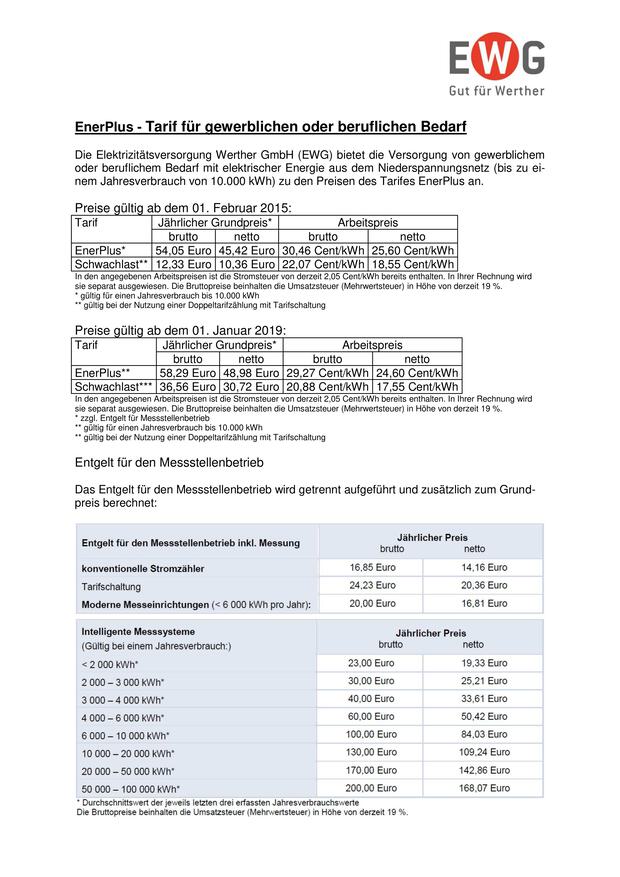 EWG
Gut für Werther
EnerPlus - Tarif für gewerblichen oder beruflichen Bedarf
Die Elektrizitätsversorgung Werther GmbH (EWG) bietet die Versorgung von gewerblichem
oder beruflichem Bedarf mit elektrischer Energie aus dem Niederspannungsnetz (bis zu ei-
nem Jahresverbrauch von 10.000 kWh) zu den Preisen des Tarifes EnerPlus an.
Preise gültig ab dem 01. Februar 2015:
Tarif Jährlicher Grundpreis* Arbeitspreis
brutto netto brutto netto
EnerPlus* 54,05 Euro 45,42 Euro 30,46 Cent/kWh 25,60 Cent/kWh
Schwachlast** 12,33 Euro 10,36 Euro 22,07 Cent/kWh 18,55 Cent/kWh
In den angegebenen Arbeitspreisen ist die Stromsteuer von derzeit 2,05 Cent/kWh bereits enthalten. In Ihrer Rechnung wird
sie separat ausgewiesen. Die Bruttopreise beinhalten die Umsatzsteuer (Mehrwertsteuer) in Höhe von derzeit 19 %.
* gültig für einen Jahresverbrauch bis 10.000 kWh
** gültig bei der Nutzung einer Doppeltarifzählung mit Tarifschaltung
Preise gültig ab dem 01. Januar 2019:
Tarif Jährlicher Grundpreis* Arbeitspreis
brutto netto brutto netto
EnerPlus** 58,29 Euro 48,98 Euro 29,27 Cent/kWh 24,60 Cent/kWh
Schwachlast*** 36,56 Euro 30,72 Euro 20,88 Cent/kWh 17,55 Cent/kWh
In den angegebenen Arbeitspreisen ist die Stromsteuer von derzeit 2,05 Cent/kWh bereits enthalten. In Ihrer Rechnung wird
sie separat ausgewiesen. Die Bruttopreise beinhalten die Umsatzsteuer (Mehrwertsteuer) in Höhe von derzeit 19 %.
* zzgl. Entgelt für Messstellenbetrieb
** gültig für einen Jahresverbrauch bis 10.000 kWh
** gültig bei der Nutzung einer Doppeltarifzählung mit Tarifschaltung
Entgelt für den Messstellenbetrieb
Das Entgelt für den Messstellenbetrieb wird getrennt aufgeführt und zusätzlich zum Grund-
preis berechnet:
Entgelt für den Messstellenbetrieb inkl. Messung Jährlicher Preis
brutto netto
konventionelle Stromzähler 16,85 Euro 14,16 Euro
Tarifschaltung 24,23 Euro 20,36 Euro
Moderne Messeinrichtungen (< 6 000 kWh pro Jahr): 20,00 Euro 16,81 Euro
Intelligente Messsysteme Jährlicher Preis
(Gültig bei einem Jahresverbrauch:) brutto netto
< 2 000 kWh* 23,00 Euro 19,33 Euro
2 000 – 3 000 kWh* 30,00 Euro 25,21 Euro
3 000 – 4 000 kWh* 40,00 Euro 33,61 Euro
4 000 – 6 000 kWh* 60,00 Euro 50,42 Euro
6 000 – 10 000 kWh* 100,00 Euro 84,03 Euro
10 000 – 20 000 kWh* 130,00 Euro 109,24 Euro
20 000 – 50 000 kWh* 170,00 Euro 142,86 Euro
50 000 – 100 000 kWh* 200,00 Euro 168,07 Euro
* Durchschnittswert der jeweils letzten drei erfassten Jahresverbrauchswerte
Die Bruttopreise beinhalten die Umsatzsteuer (Mehrwertsteuer) in Höhe von derzeit 19 %.